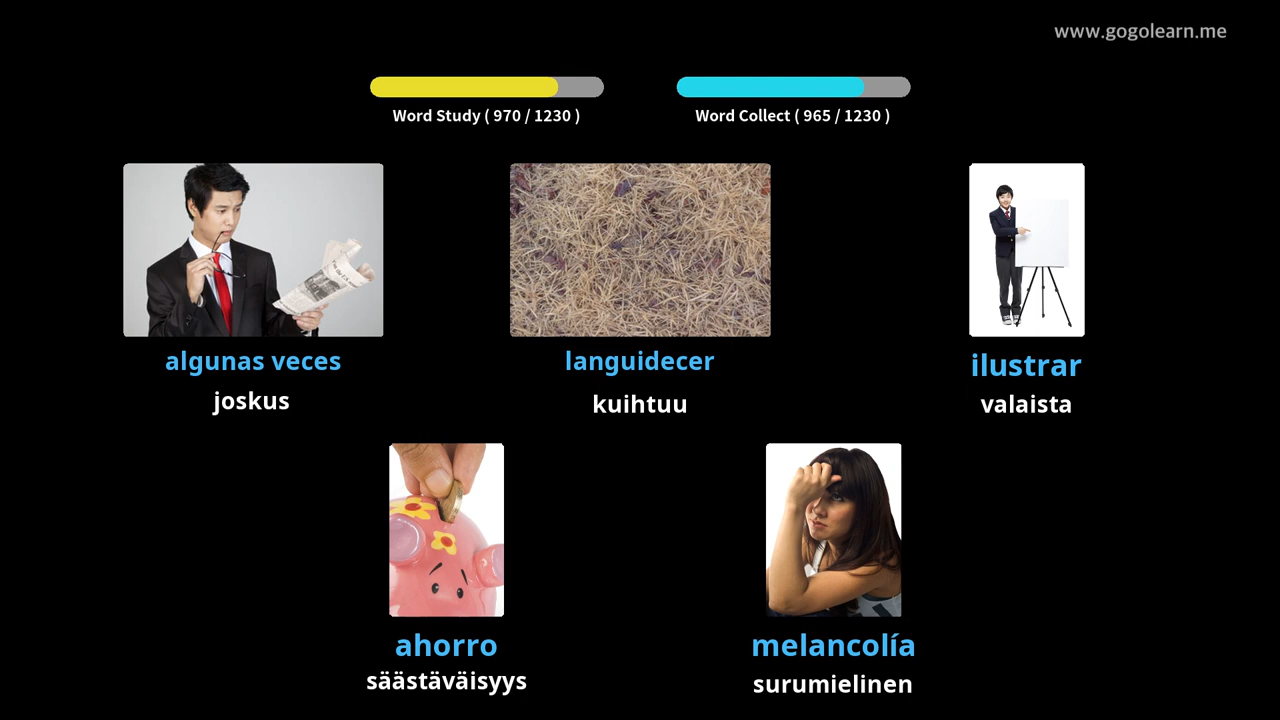 www.gogolearn.me
Word Study ( 970 / 1230 )
Word Collect ( 965 / 1230 )
algunas veces
joskus
languidecer
kuihtuu
ilustrar
valaista
ahorro
säästäväisyys
melancolía
surumielinen